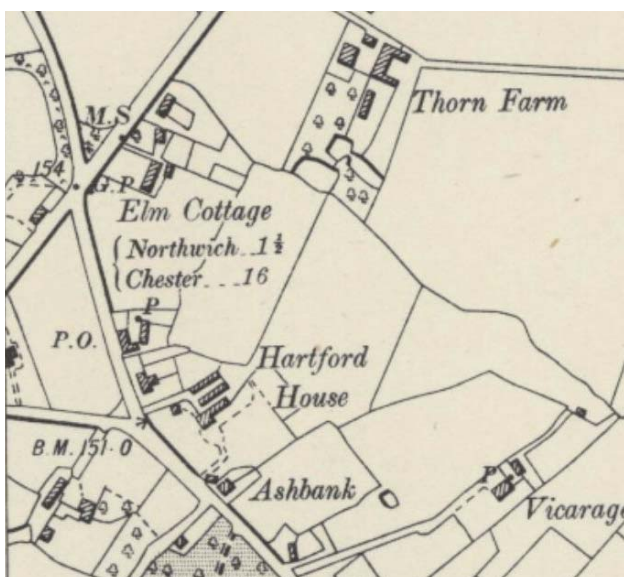 Thorn Farm
M.S
154
G.P
Elm Cottage
Northwich 1½
Chester 16
P
P.O.
Hartford
House
B.M. 151·0
Ashbank
P
Vicarage